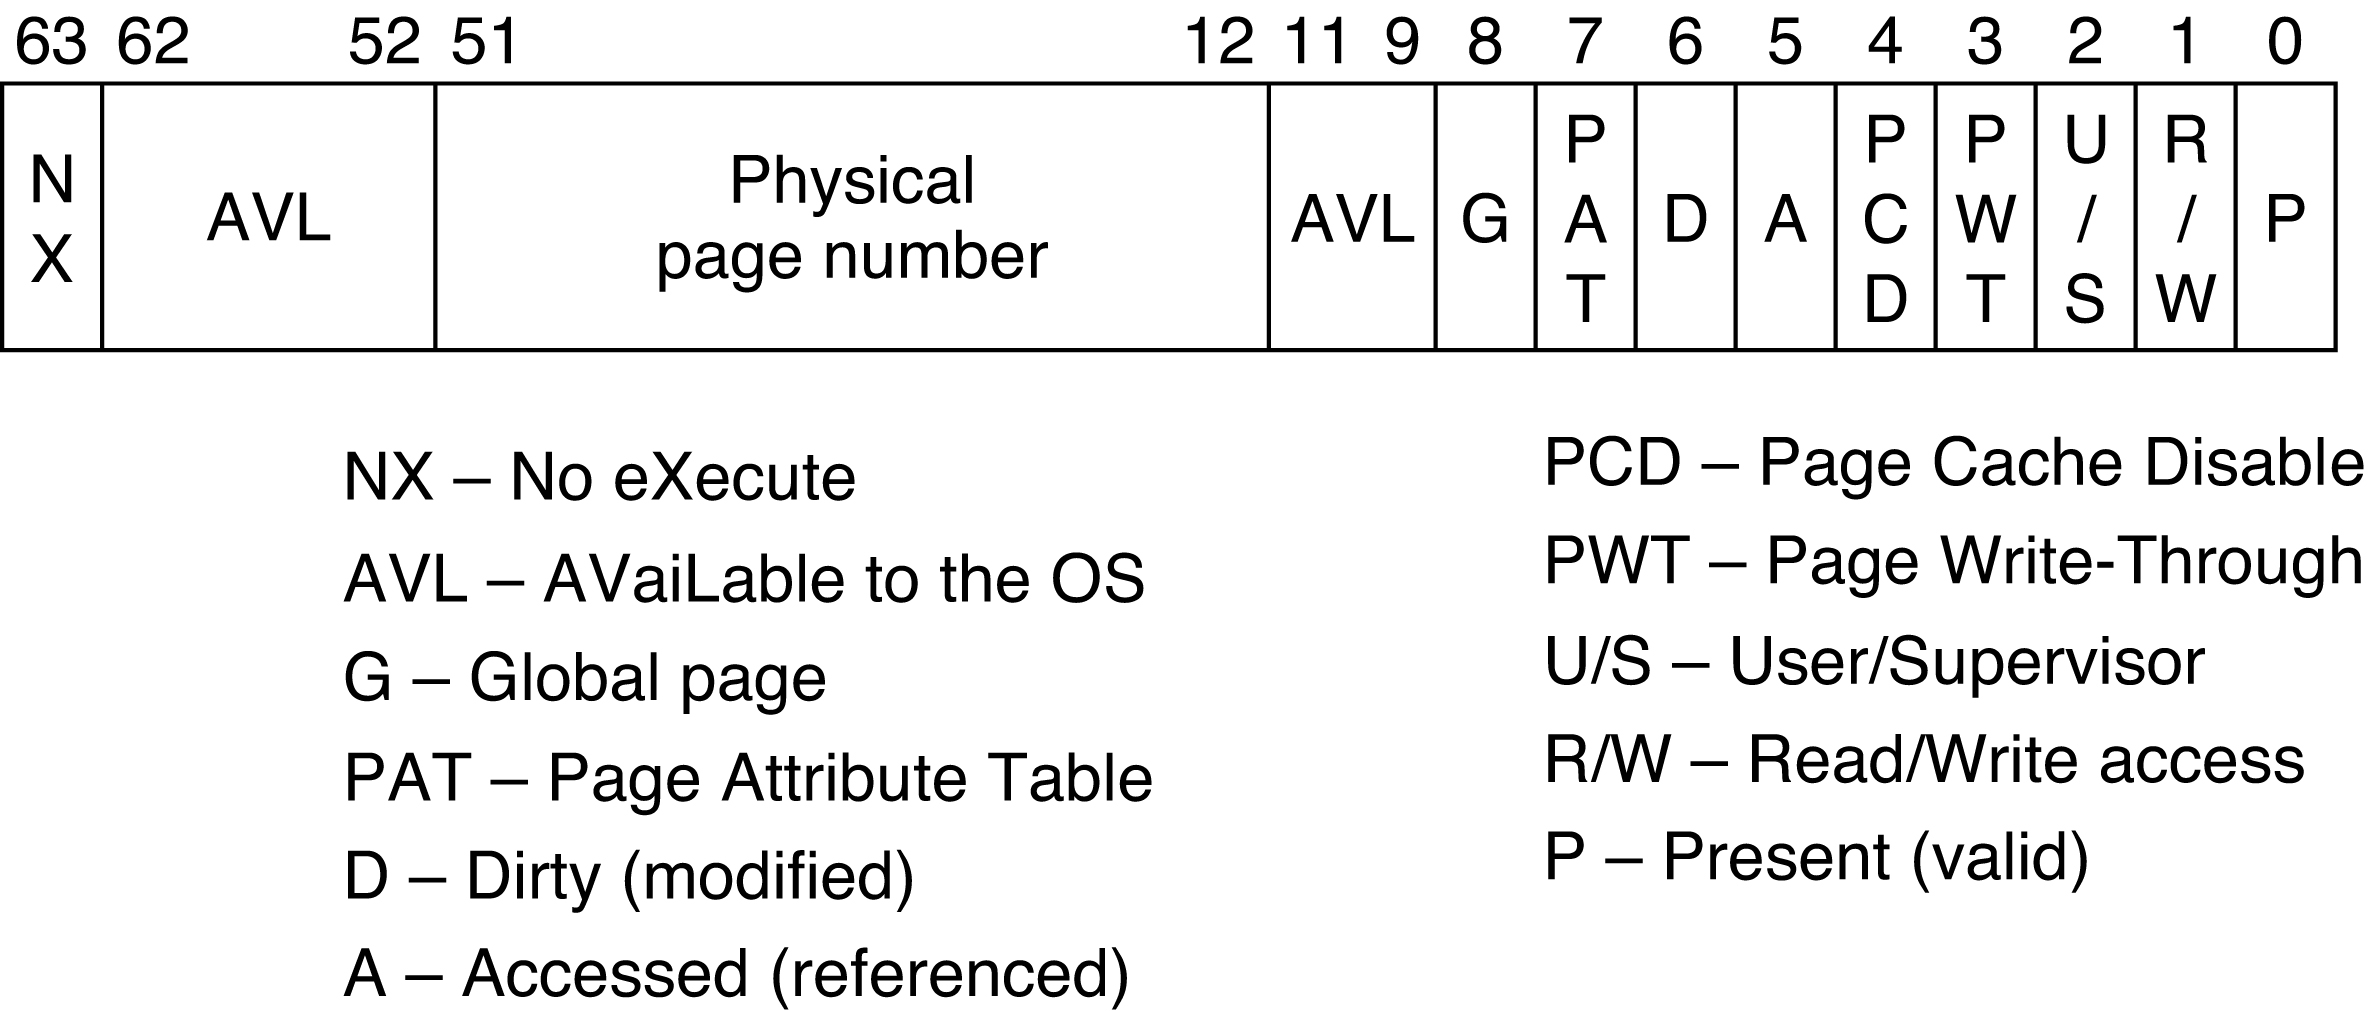 63 62 52 51 12 11 9 8 7 6 5 4 3 2 1 0
NX
AVL
Physical
page number
AVL
G
PAT
D
A
PCD
PWT
U/S
R/W
P
NX – No eXecute
AVL – AVaiLable to the OS
G – Global page
PAT – Page Attribute Table
D – Dirty (modified)
A – Accessed (referenced)
PCD – Page Cache Disable
PWT – Page Write-Through
U/S – User/Supervisor
R/W – Read/Write access
P – Present (valid)